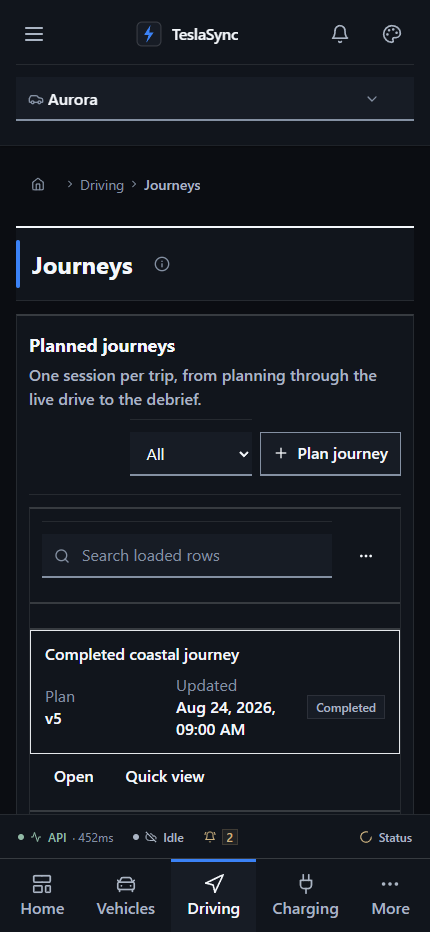 TeslaSync
Aurora
Driving
Journeys
Journeys
Planned journeys
One session per trip, from planning through the
live drive to the debrief.
All
Plan journey
Search loaded rows
Completed coastal journey
Plan
v5
Updated
Aug 24, 2026,
09:00 AM
Completed
Open
Quick view
API · 452ms
Idle
2
Status
Home
Vehicles
Driving
Charging
More